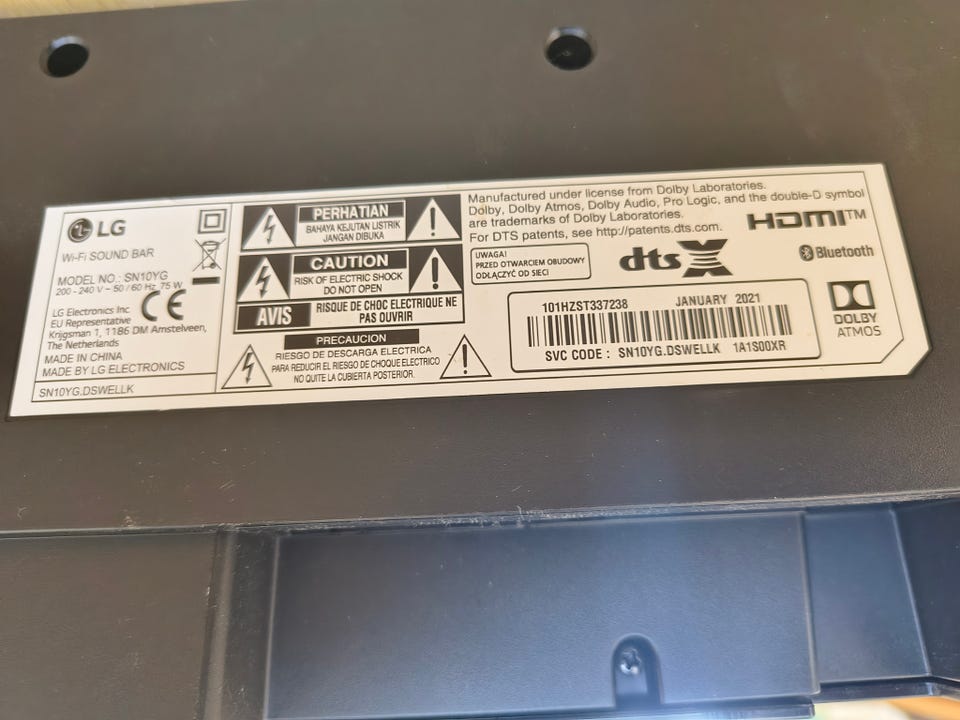 LG
Wi-Fi SOUND BAR
MODEL NO.: SN10YG
200 - 240 V ~ 50 / 60 Hz 75 W
LG Electronics Inc.
EU Representative
Krijgsman 1, 1186 DM Amstelveen,
The Netherlands
CE
MADE IN CHINA
MADE BY LG ELECTRONICS
SN10YG.DSWELLK
PERHATIAN
BAHAYA KEJUTAN LISTRIK
JANGAN DIBUKA
CAUTION
RISK OF ELECTRIC SHOCK
DO NOT OPEN
AVIS
RISQUE DE CHOC ELECTRIQUE NE
PAS OUVRIR
PRECAUCION
RIESGO DE DESCARGA ELECTRICA
PARA REDUCIR EL RIESGO DE CHOQUE ELECTRICO
NO QUITE LA CUBIERTA POSTERIOR.
Manufactured under license from Dolby Laboratories.
Dolby, Dolby Atmos, Dolby Audio, Pro Logic, and the double-D symbol
are trademarks of Dolby Laboratories.
For DTS patents, see http://patents.dts.com.
HDMI™
UWAGA!
PRZED OTWARCIEM OBUDOWY
ODŁĄCZYĆ OD SIECI
dts X
Bluetooth
101HZST337238 JANUARY 2021
SVC CODE : SN10YG.DSWELLK 1A1S00XR
DOLBY
ATMOS